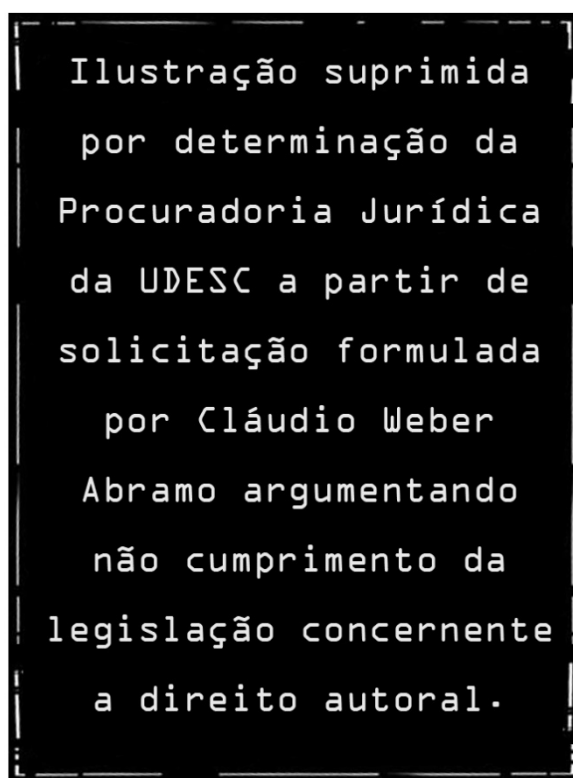 Ilustração suprimida
por determinação da
Procuradoria Jurídica
da UDESC a partir de
solicitação formulada
por Cláudio Weber
Abramo argumentando
não cumprimento da
legislação concernente
a direito autoral.